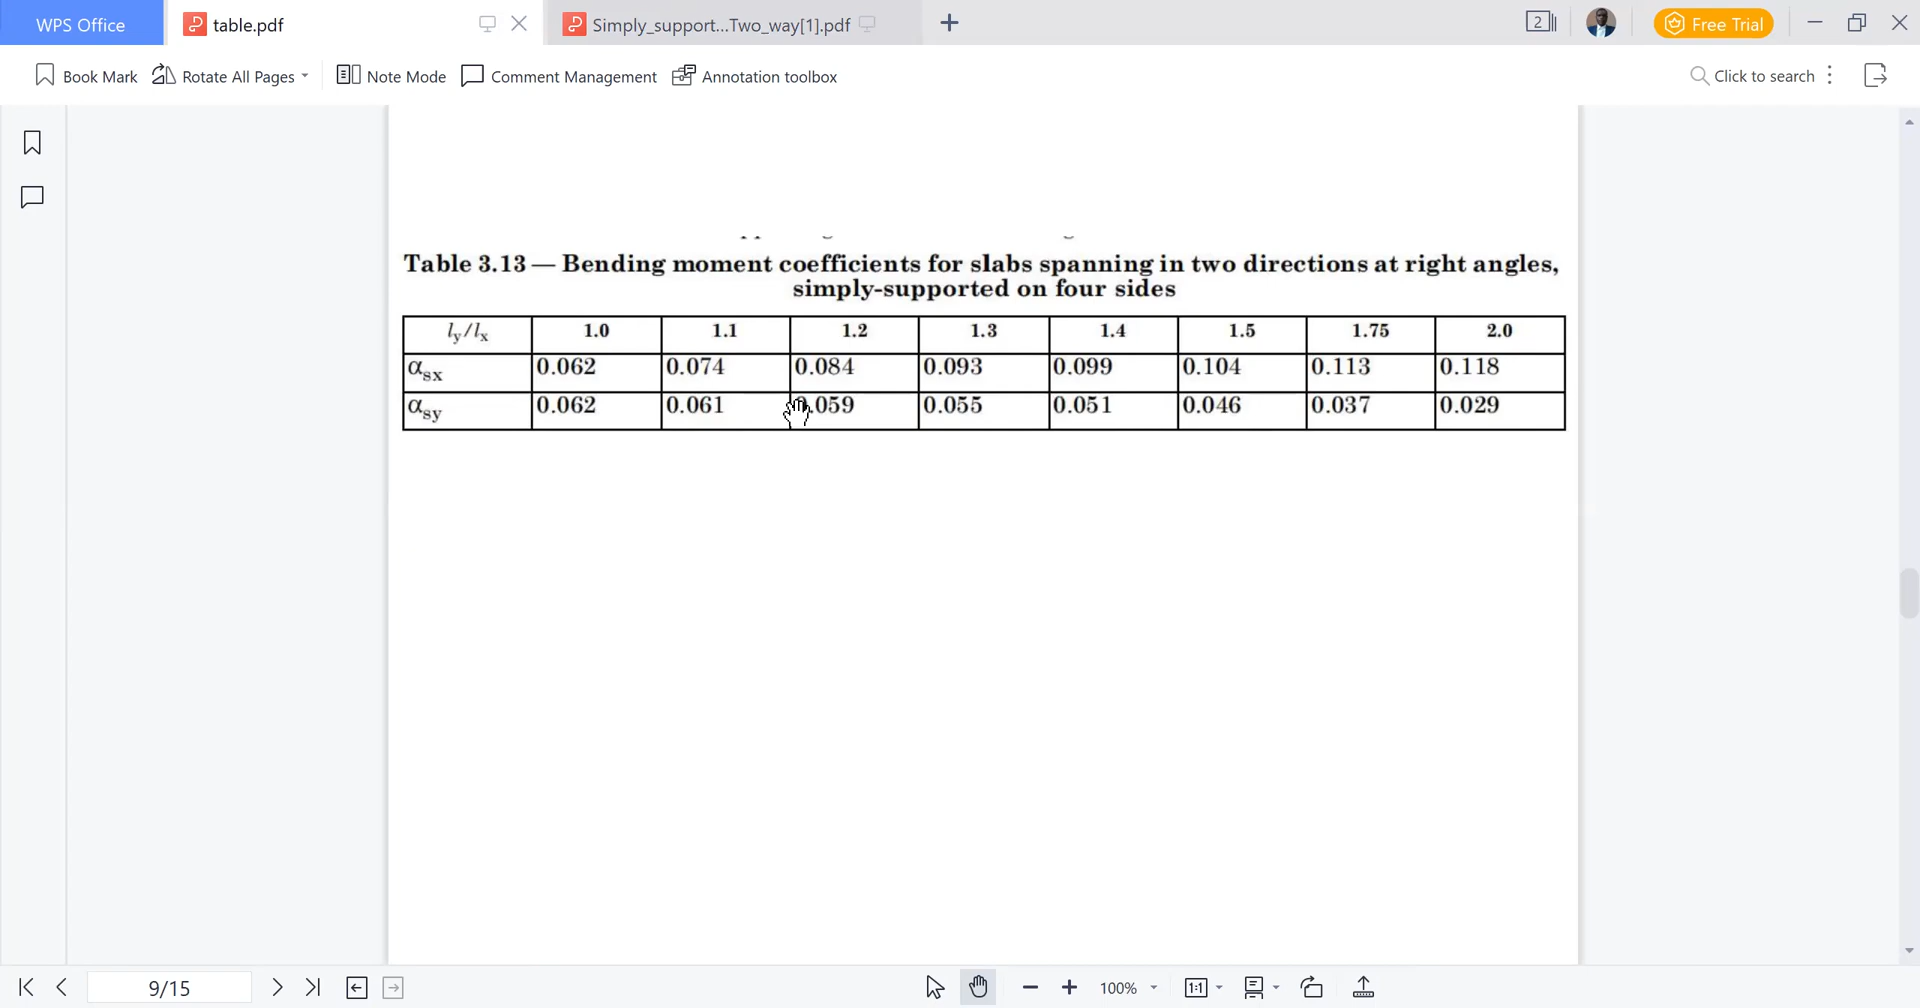 WPS Office
table.pdf
Simply_support...Two_way[1].pdf
2
Free Trial
Book Mark
Rotate All Pages
Note Mode
Comment Management
Annotation toolbox
Click to search
Table 3.13 — Bending moment coefficients for slabs spanning in two directions at right angles,
simply-supported on four sides
ly/lx 1.0 1.1 1.2 1.3 1.4 1.5 1.75 2.0
αsx 0.062 0.074 0.084 0.093 0.099 0.104 0.113 0.118
αsy 0.062 0.061 0.059 0.055 0.051 0.046 0.037 0.029
9/15
100%
1:1